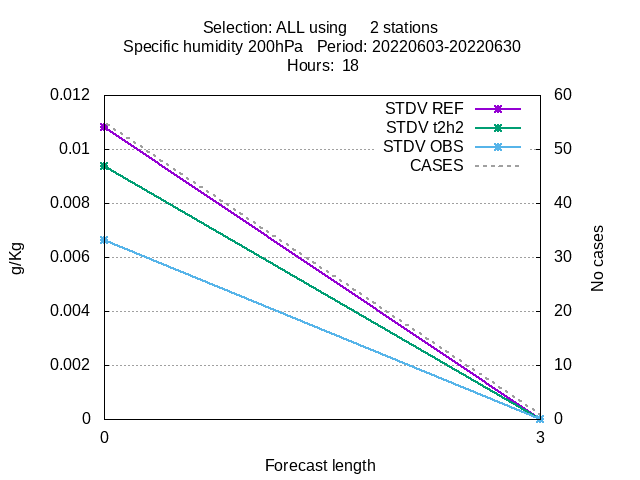 Selection: ALL using     2 stations
Specific humidity 200hPa   Period: 20220603-20220630
Hours:  18
0.012
0.01
0.008
0.006
0.004
0.002
0
g/Kg
STDV REF
STDV t2h2
STDV OBS
CASES
60
50
40
30
20
10
0
No cases
0
3
Forecast length